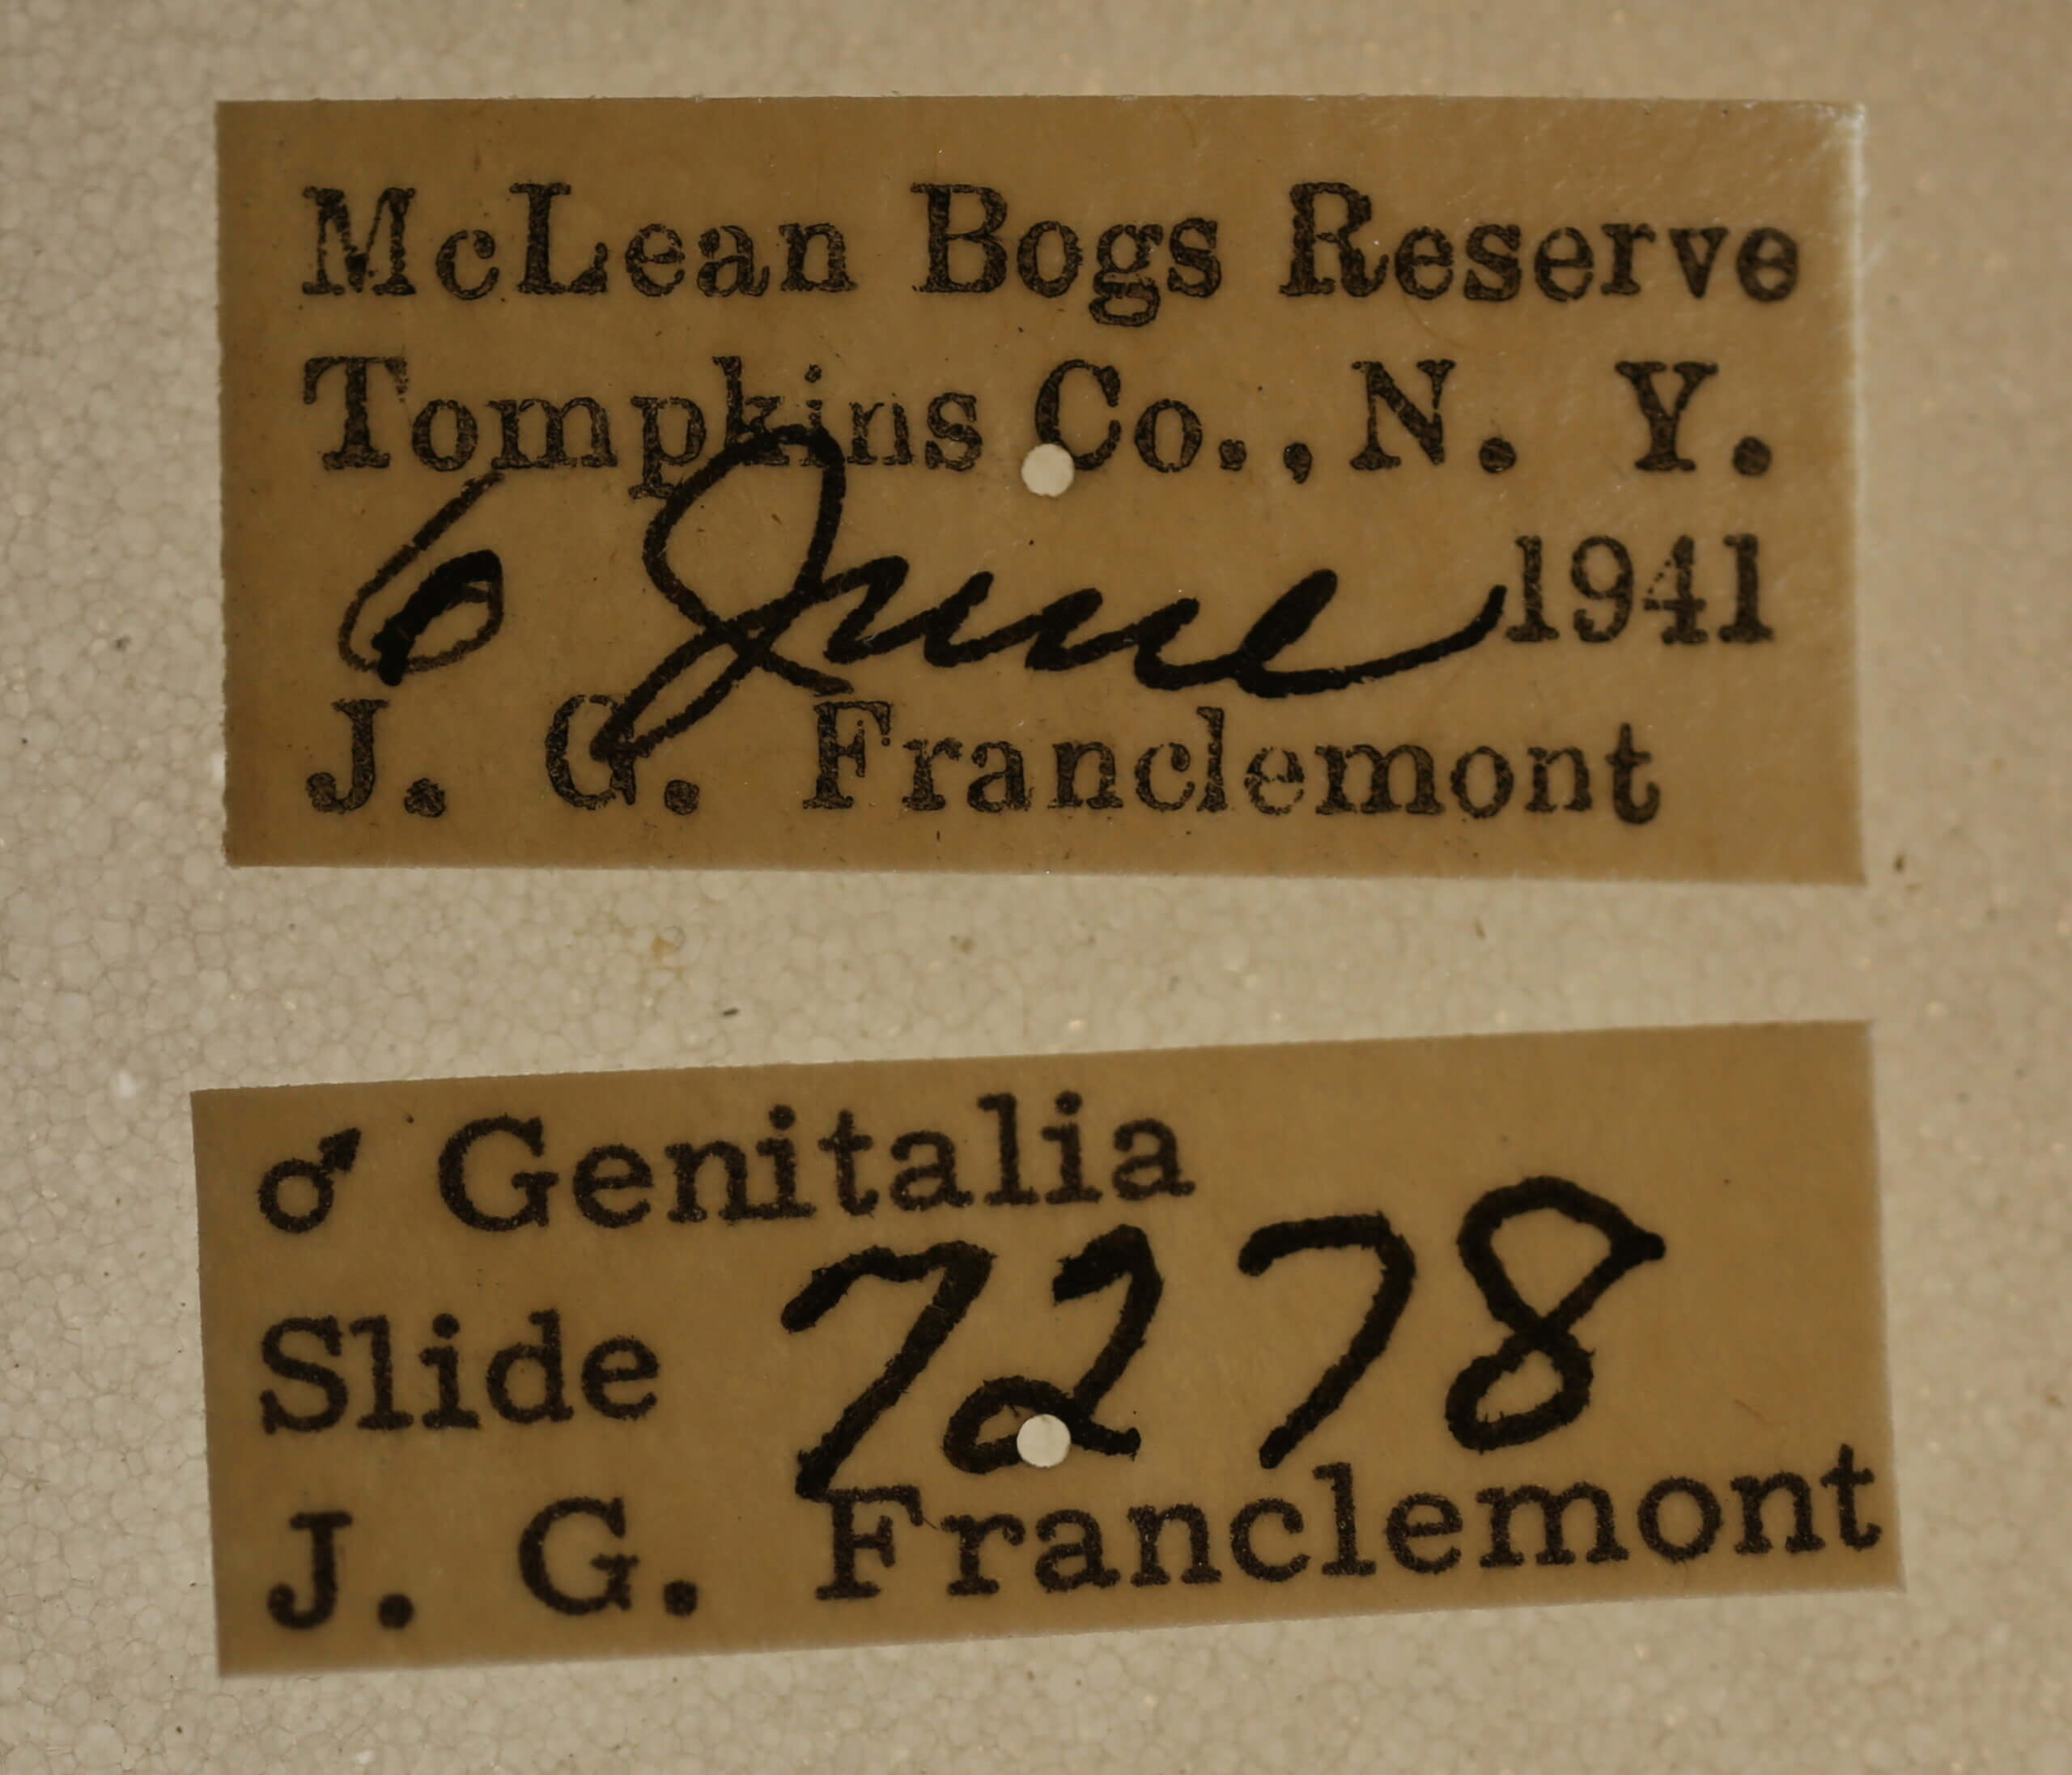 McLean Bogs Reserve
Tompkins Co., N. Y.
6 June 1941
J. G. Franclemont
♂ Genitalia
Slide 7278
J. G. Franclemont